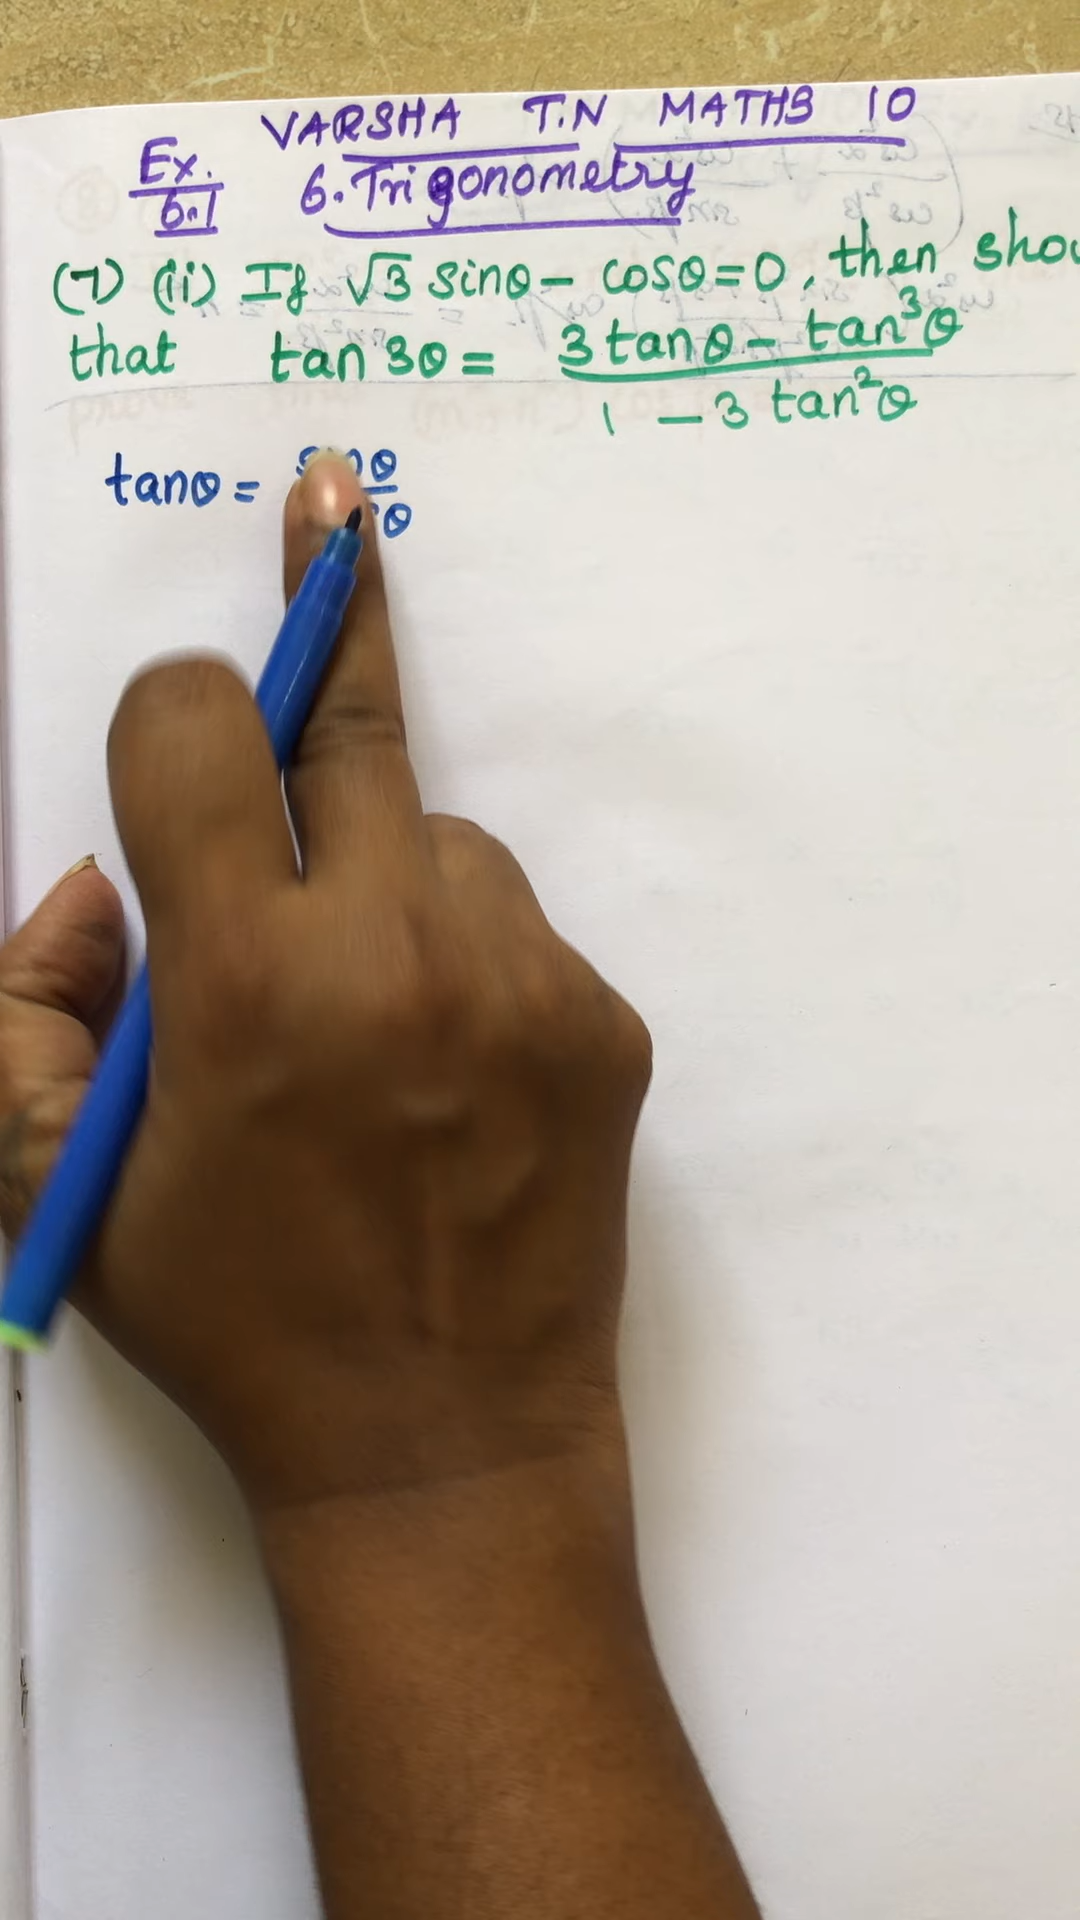 VARSHA T.N MATHS 10
Ex. 6.1
6. Trigonometry
(7) (ii) If √3 sinθ - cosθ = 0, then
that tan 3θ = (3 tanθ - tan³θ) / (1 - 3 tan²θ)
tanθ =